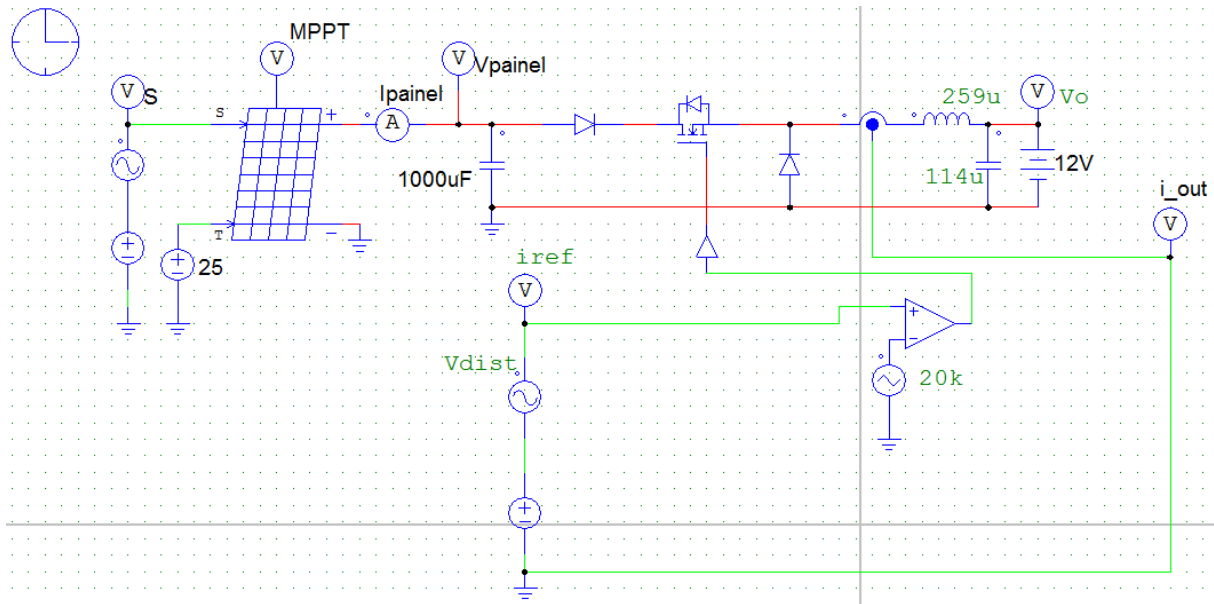 MPPT
V
V
Vpainel
V
S
Ipainel
A
S
+
1000uF
259u
V
Vo
114u
12V
i_out
V
T
−
25
iref
V
Vdist
20k